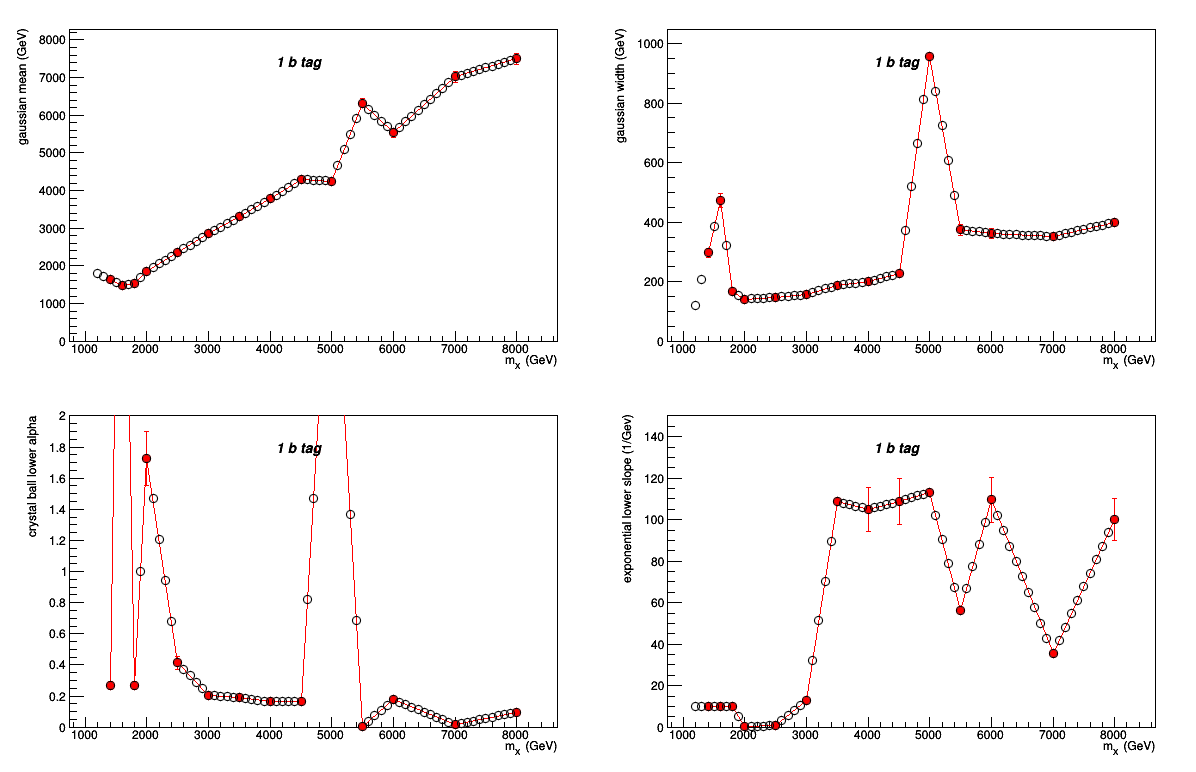 gaussian mean (GeV)
8000
7000
6000
5000
4000
3000
2000
1000
0
1 b tag
1000 2000 3000 4000 5000 6000 7000 8000
m_x (GeV)
gaussian width (GeV)
1000
800
600
400
200
0
1 b tag
1000 2000 3000 4000 5000 6000 7000 8000
m_x (GeV)
crystal ball lower alpha
2
1.8
1.6
1.4
1.2
1
0.8
0.6
0.4
0.2
0
1 b tag
1000 2000 3000 4000 5000 6000 7000 8000
m_x (GeV)
exponential lower slope (1/Gev)
140
120
100
80
60
40
20
0
1 b tag
1000 2000 3000 4000 5000 6000 7000 8000
m_x (GeV)